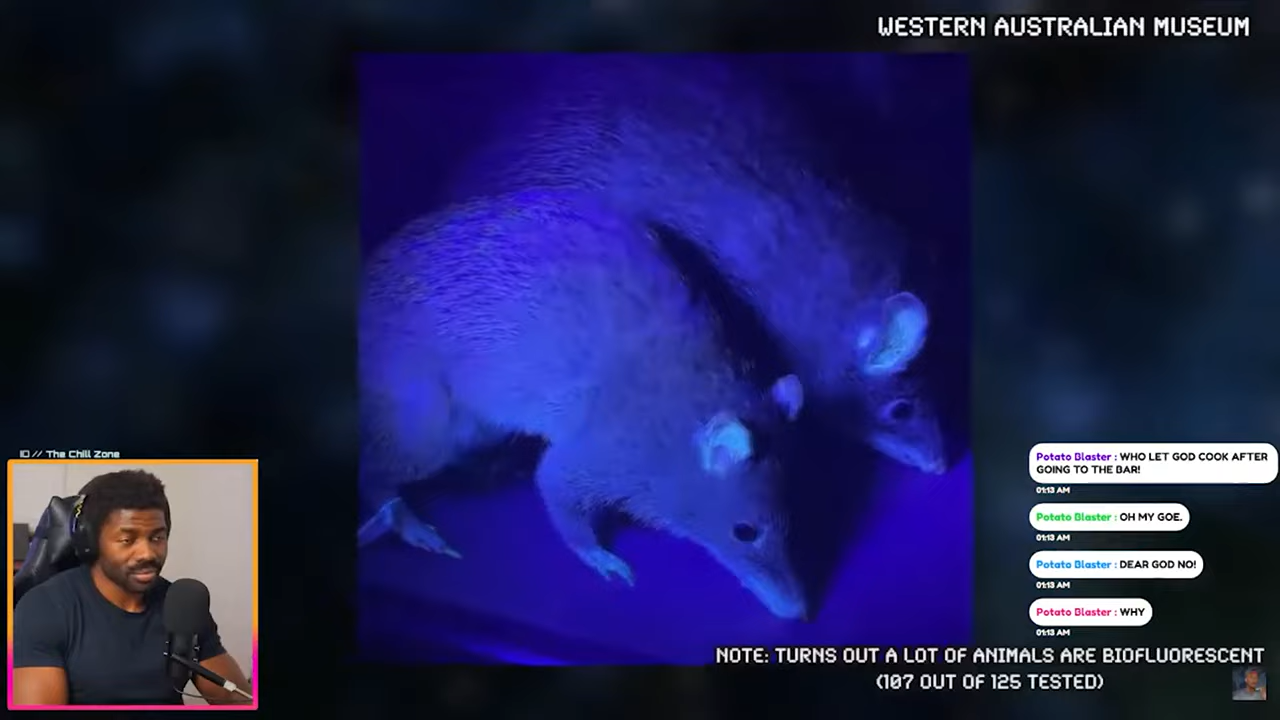 WESTERN AUSTRALIAN MUSEUM
ID // The Chill Zone
Potato Blaster : WHO LET GOD COOK AFTER
GOING TO THE BAR!
01:13 AM
Potato Blaster : OH MY GOE.
01:13 AM
Potato Blaster : DEAR GOD NO!
01:13 AM
Potato Blaster : WHY
01:13 AM
NOTE: TURNS OUT A LOT OF ANIMALS ARE BIOFLUORESCENT
(107 OUT OF 125 TESTED)